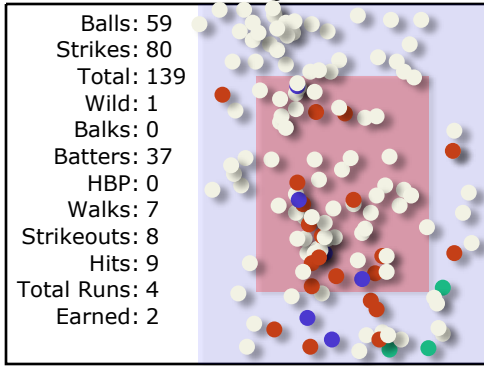 Balls: 59
Strikes: 80
Total: 139
Wild: 1
Balks: 0
Batters: 37
HBP: 0
Walks: 7
Strikeouts: 8
Hits: 9
Total Runs: 4
Earned: 2